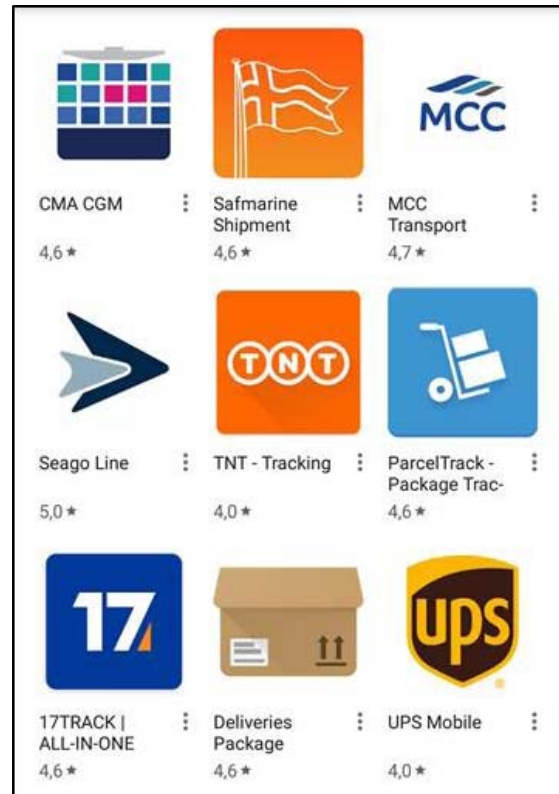 MCC
CMA CGM
Safmarine
Shipment
MCC
Transport
4,6★
4,6★
4,7★
TNT
Seago Line
TNT - Tracking
ParcelTrack -
Package Trac-
5,0★
4,0★
4,6★
17
ups
17TRACK |
ALL-IN-ONE
Deliveries
Package
UPS Mobile
4,6★
4,6★
4,0★